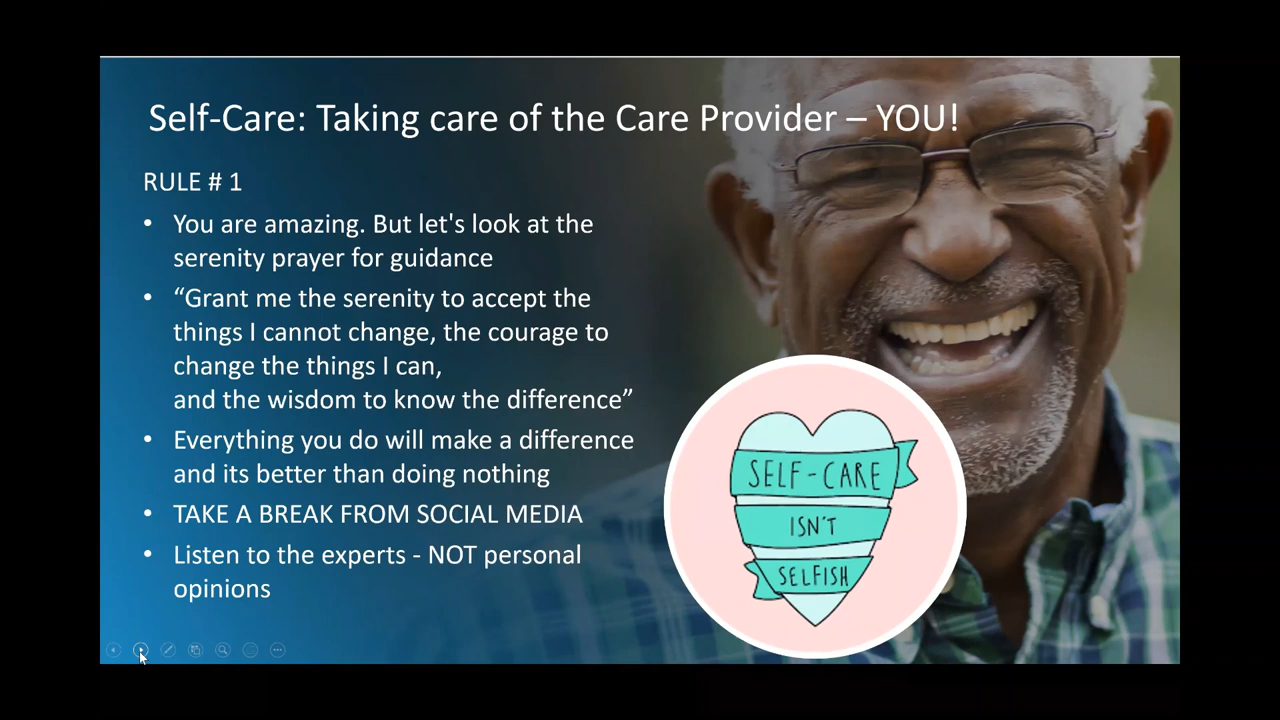 Self-Care: Taking care of the Care Provider – YOU!
RULE # 1
• You are amazing. But let's look at the
serenity prayer for guidance
• “Grant me the serenity to accept the
things I cannot change, the courage to
change the things I can,
and the wisdom to know the difference”
• Everything you do will make a difference
and its better than doing nothing
• TAKE A BREAK FROM SOCIAL MEDIA
• Listen to the experts - NOT personal
opinions
SELF-CARE
ISN'T
SELFISH